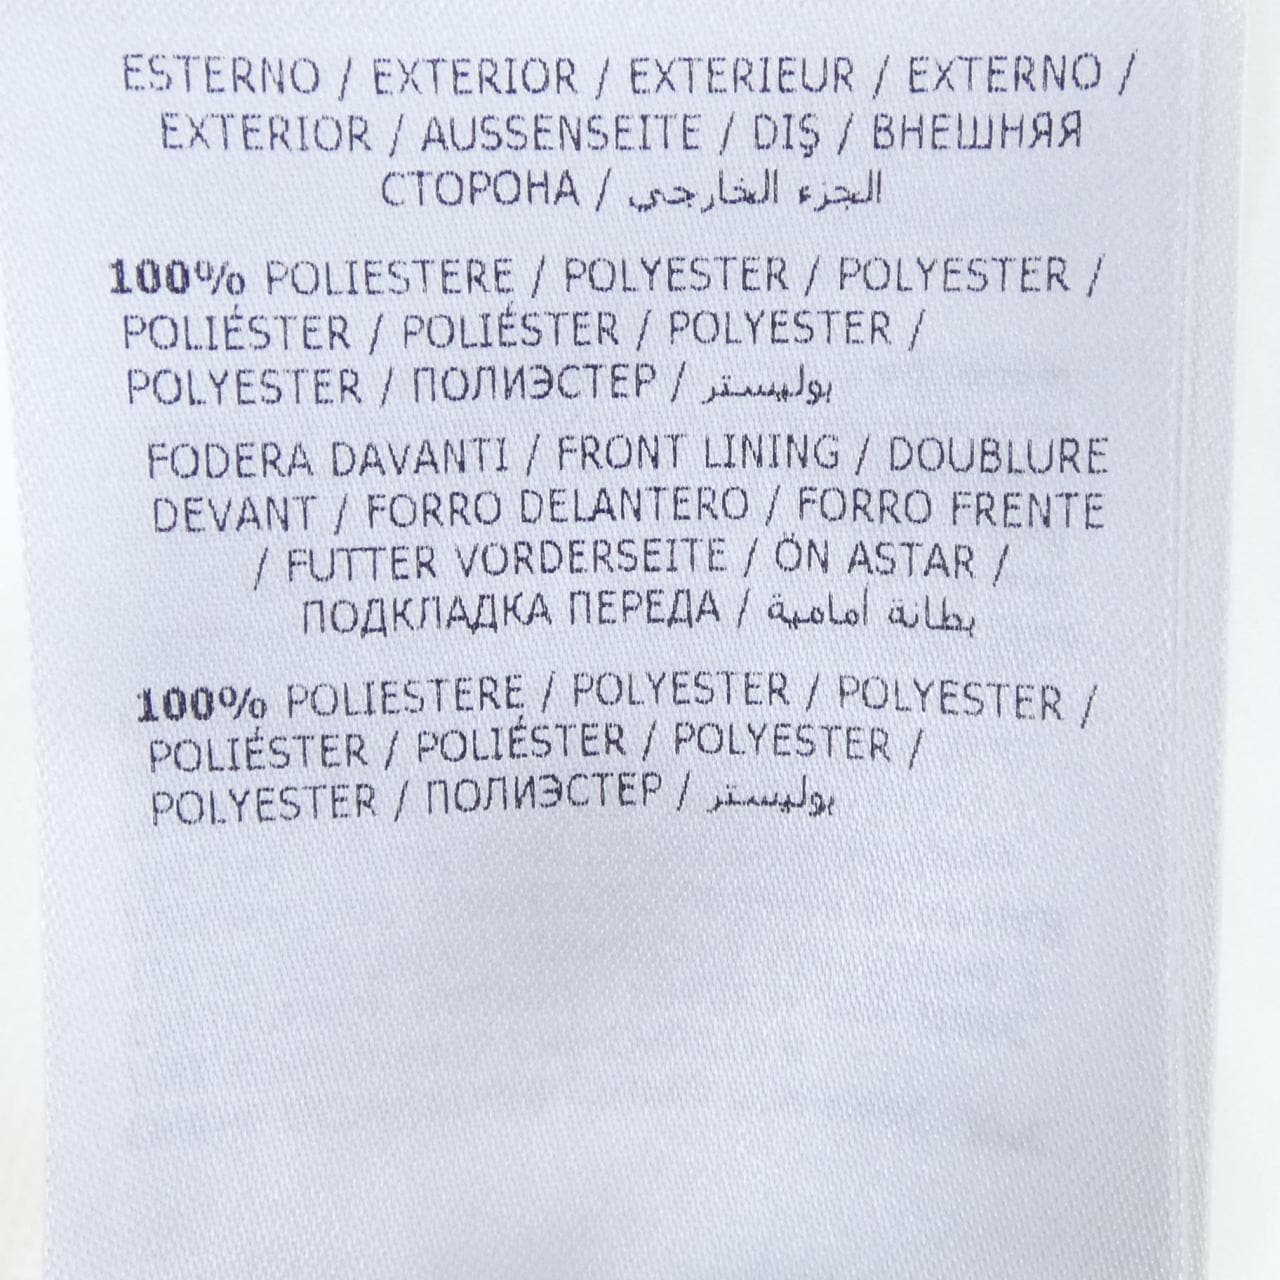 ESTERNO / EXTERIOR / EXTERIEUR / EXTERNO /
EXTERIOR / AUSSENSEITE / DIŞ / ВНЕШНЯЯ
СТОРОНА / الجزء الخارجي
100% POLIESTERE / POLYESTER / POLYESTER /
POLIÉSTER / POLIÉSTER / POLYESTER /
POLYESTER / ПОЛИЭСТЕР / بوليستر
FODERA DAVANTI / FRONT LINING / DOUBLURE
DEVANT / FORRO DELANTERO / FORRO FRENTE
/ FUTTER VORDERSEITE / ÖN ASTAR /
ПОДКЛАДКА ПЕРЕДА / بطانة أمامية
100% POLIESTERE / POLYESTER / POLYESTER /
POLIÉSTER / POLIÉSTER / POLYESTER /
POLYESTER / ПОЛИЭСТЕР / بوليستر